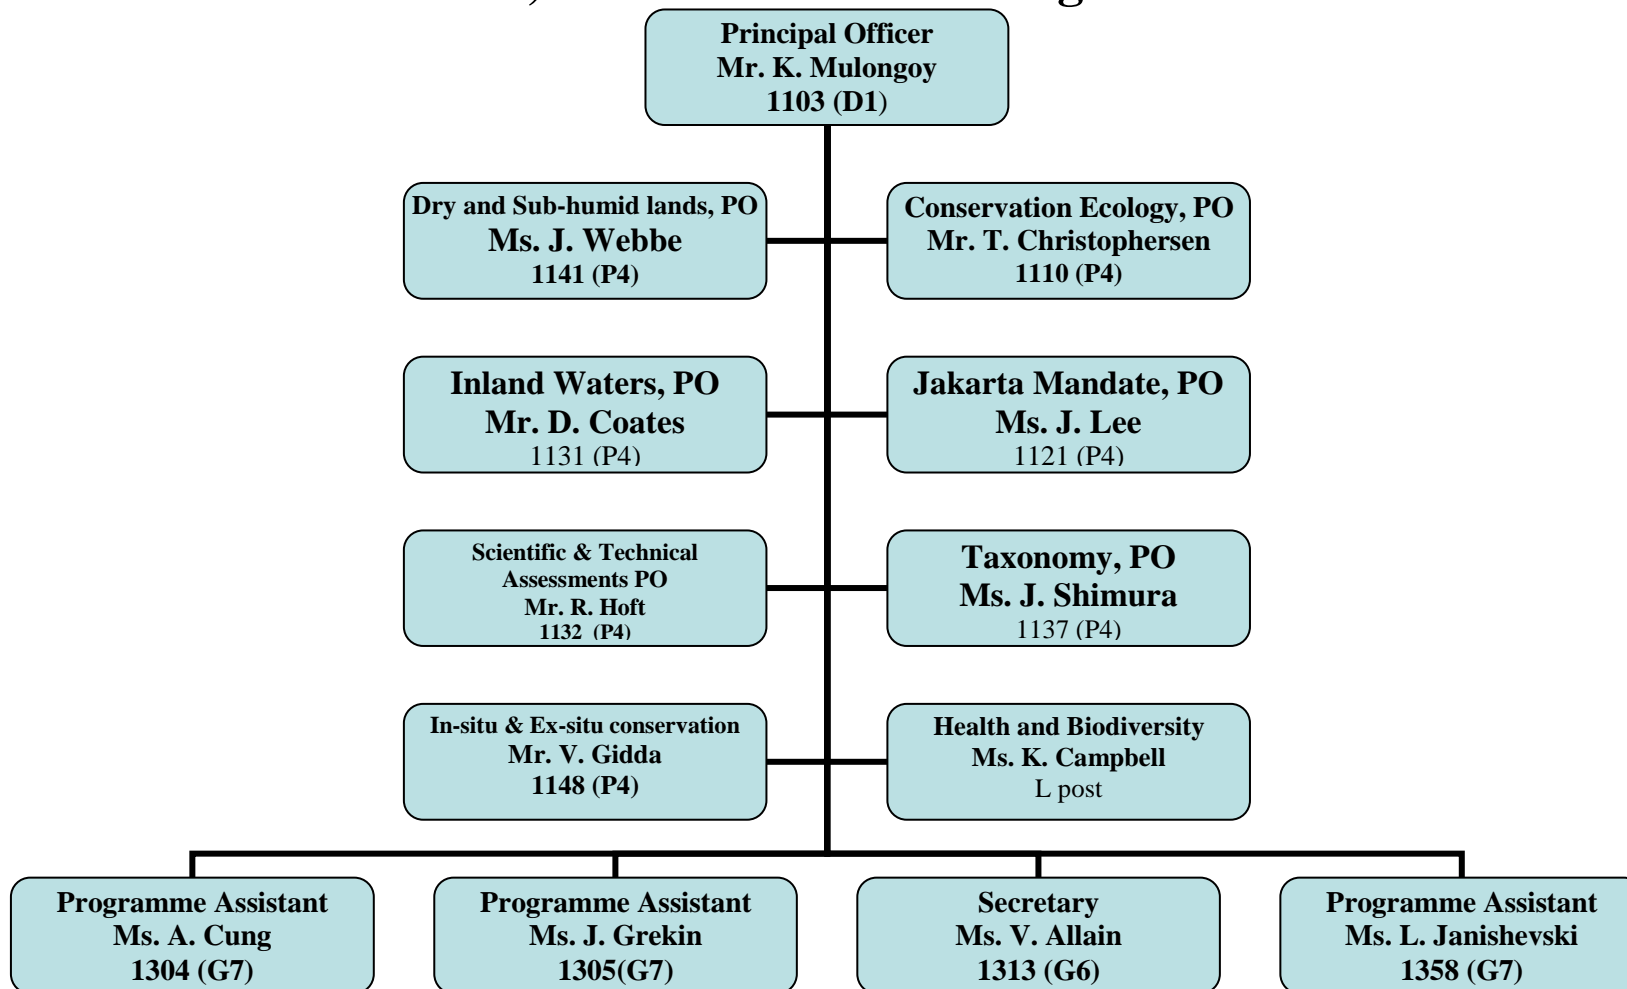 Principal Officer
Mr. K. Mulongoy
1103 (D1)
Dry and Sub-humid lands, PO
Ms. J. Webbe
1141 (P4)
Conservation Ecology, PO
Mr. T. Christophersen
1110 (P4)
Inland Waters, PO
Mr. D. Coates
1131 (P4)
Jakarta Mandate, PO
Ms. J. Lee
1121 (P4)
Scientific & Technical
Assessments PO
Mr. R. Hoft
1132 (P4)
Taxonomy, PO
Ms. J. Shimura
1137 (P4)
In-situ & Ex-situ conservation
Mr. V. Gidda
1148 (P4)
Health and Biodiversity
Ms. K. Campbell
L post
Programme Assistant
Ms. A. Cung
1304 (G7)
Programme Assistant
Ms. J. Grekin
1305(G7)
Secretary
Ms. V. Allain
1313 (G6)
Programme Assistant
Ms. L. Janishevski
1358 (G7)